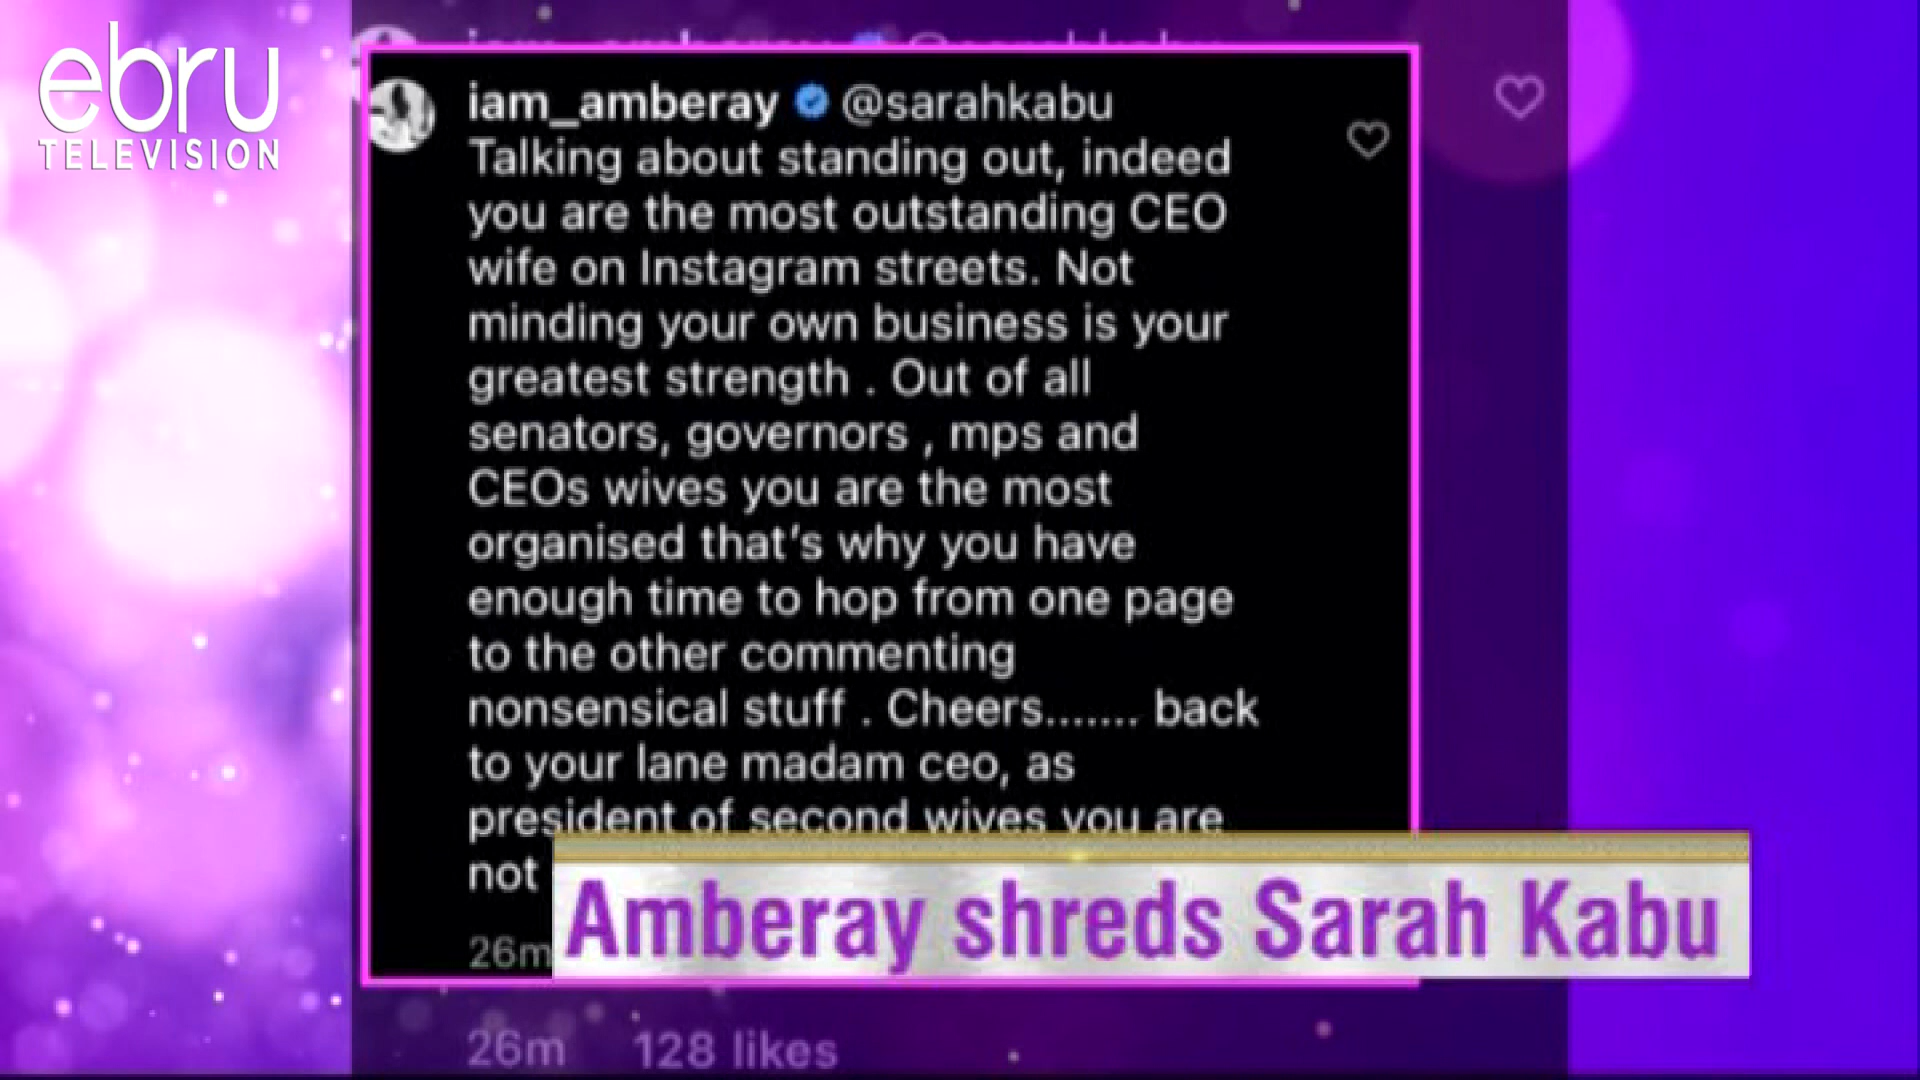 ebru
TELEVISION
iam_amberay @sarahkabu
Talking about standing out, indeed
you are the most outstanding CEO
wife on Instagram streets. Not
minding your own business is your
greatest strength . Out of all
senators, governors , mps and
CEOs wives you are the most
organised that's why you have
enough time to hop from one page
to the other commenting
nonsensical stuff . Cheers....... back
to your lane madam ceo, as
president of second wives you are
not
26m
Amberay shreds Sarah Kabu
26m 128 likes